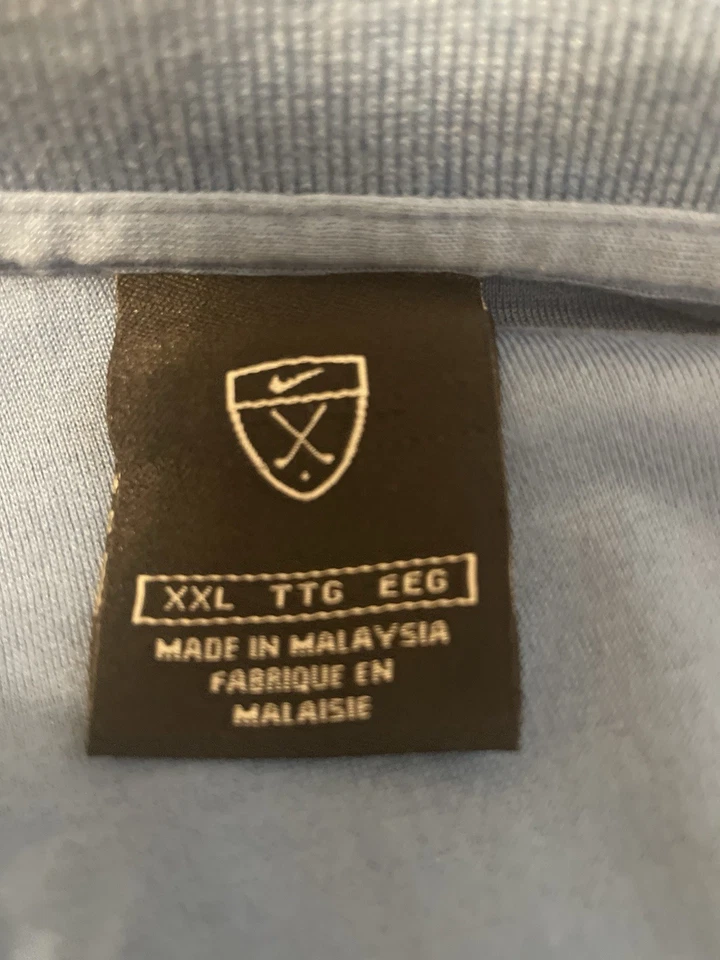 XXL TTG EEG
MADE IN MALAYSIA
FABRIQUE EN
MALAISIE